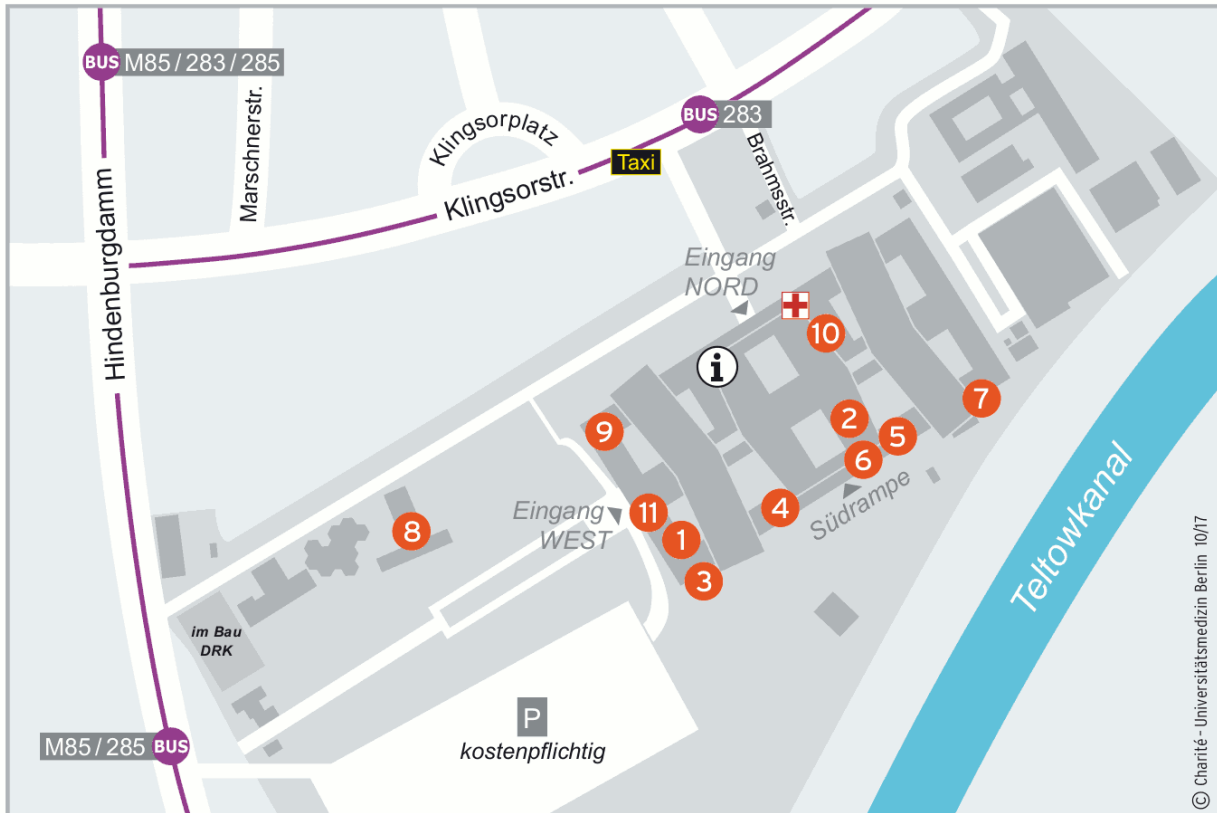 BUS M85 / 283 / 285
Marschnerstr.
Klingsorplatz
BUS 283
Taxi
Klingsorstr.
Brahmsstr.
Hindenburgdamm
Eingang
NORD
10
i
7
9
2
5
6
Eingang
WEST
11
4
Südrampe
8
1
3
Teltowkanal
im Bau
DRK
P
kostenpflichtig
M85 / 285 BUS
© Charité - Universitätsmedizin Berlin 10/17